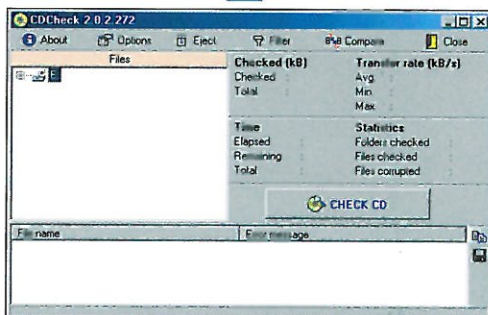 CDCheck 2.0.2.272
About Options Eject Filter Compare Close
Files
E
Checked (kB)
Checked :
Total :
Transfer rate (kB/s)
Avg :
Min :
Max :
Time
Elapsed :
Remaining :
Total :
Statistics
Folders checked :
Files checked :
Files corrupted :
CHECK CD
File name Error message